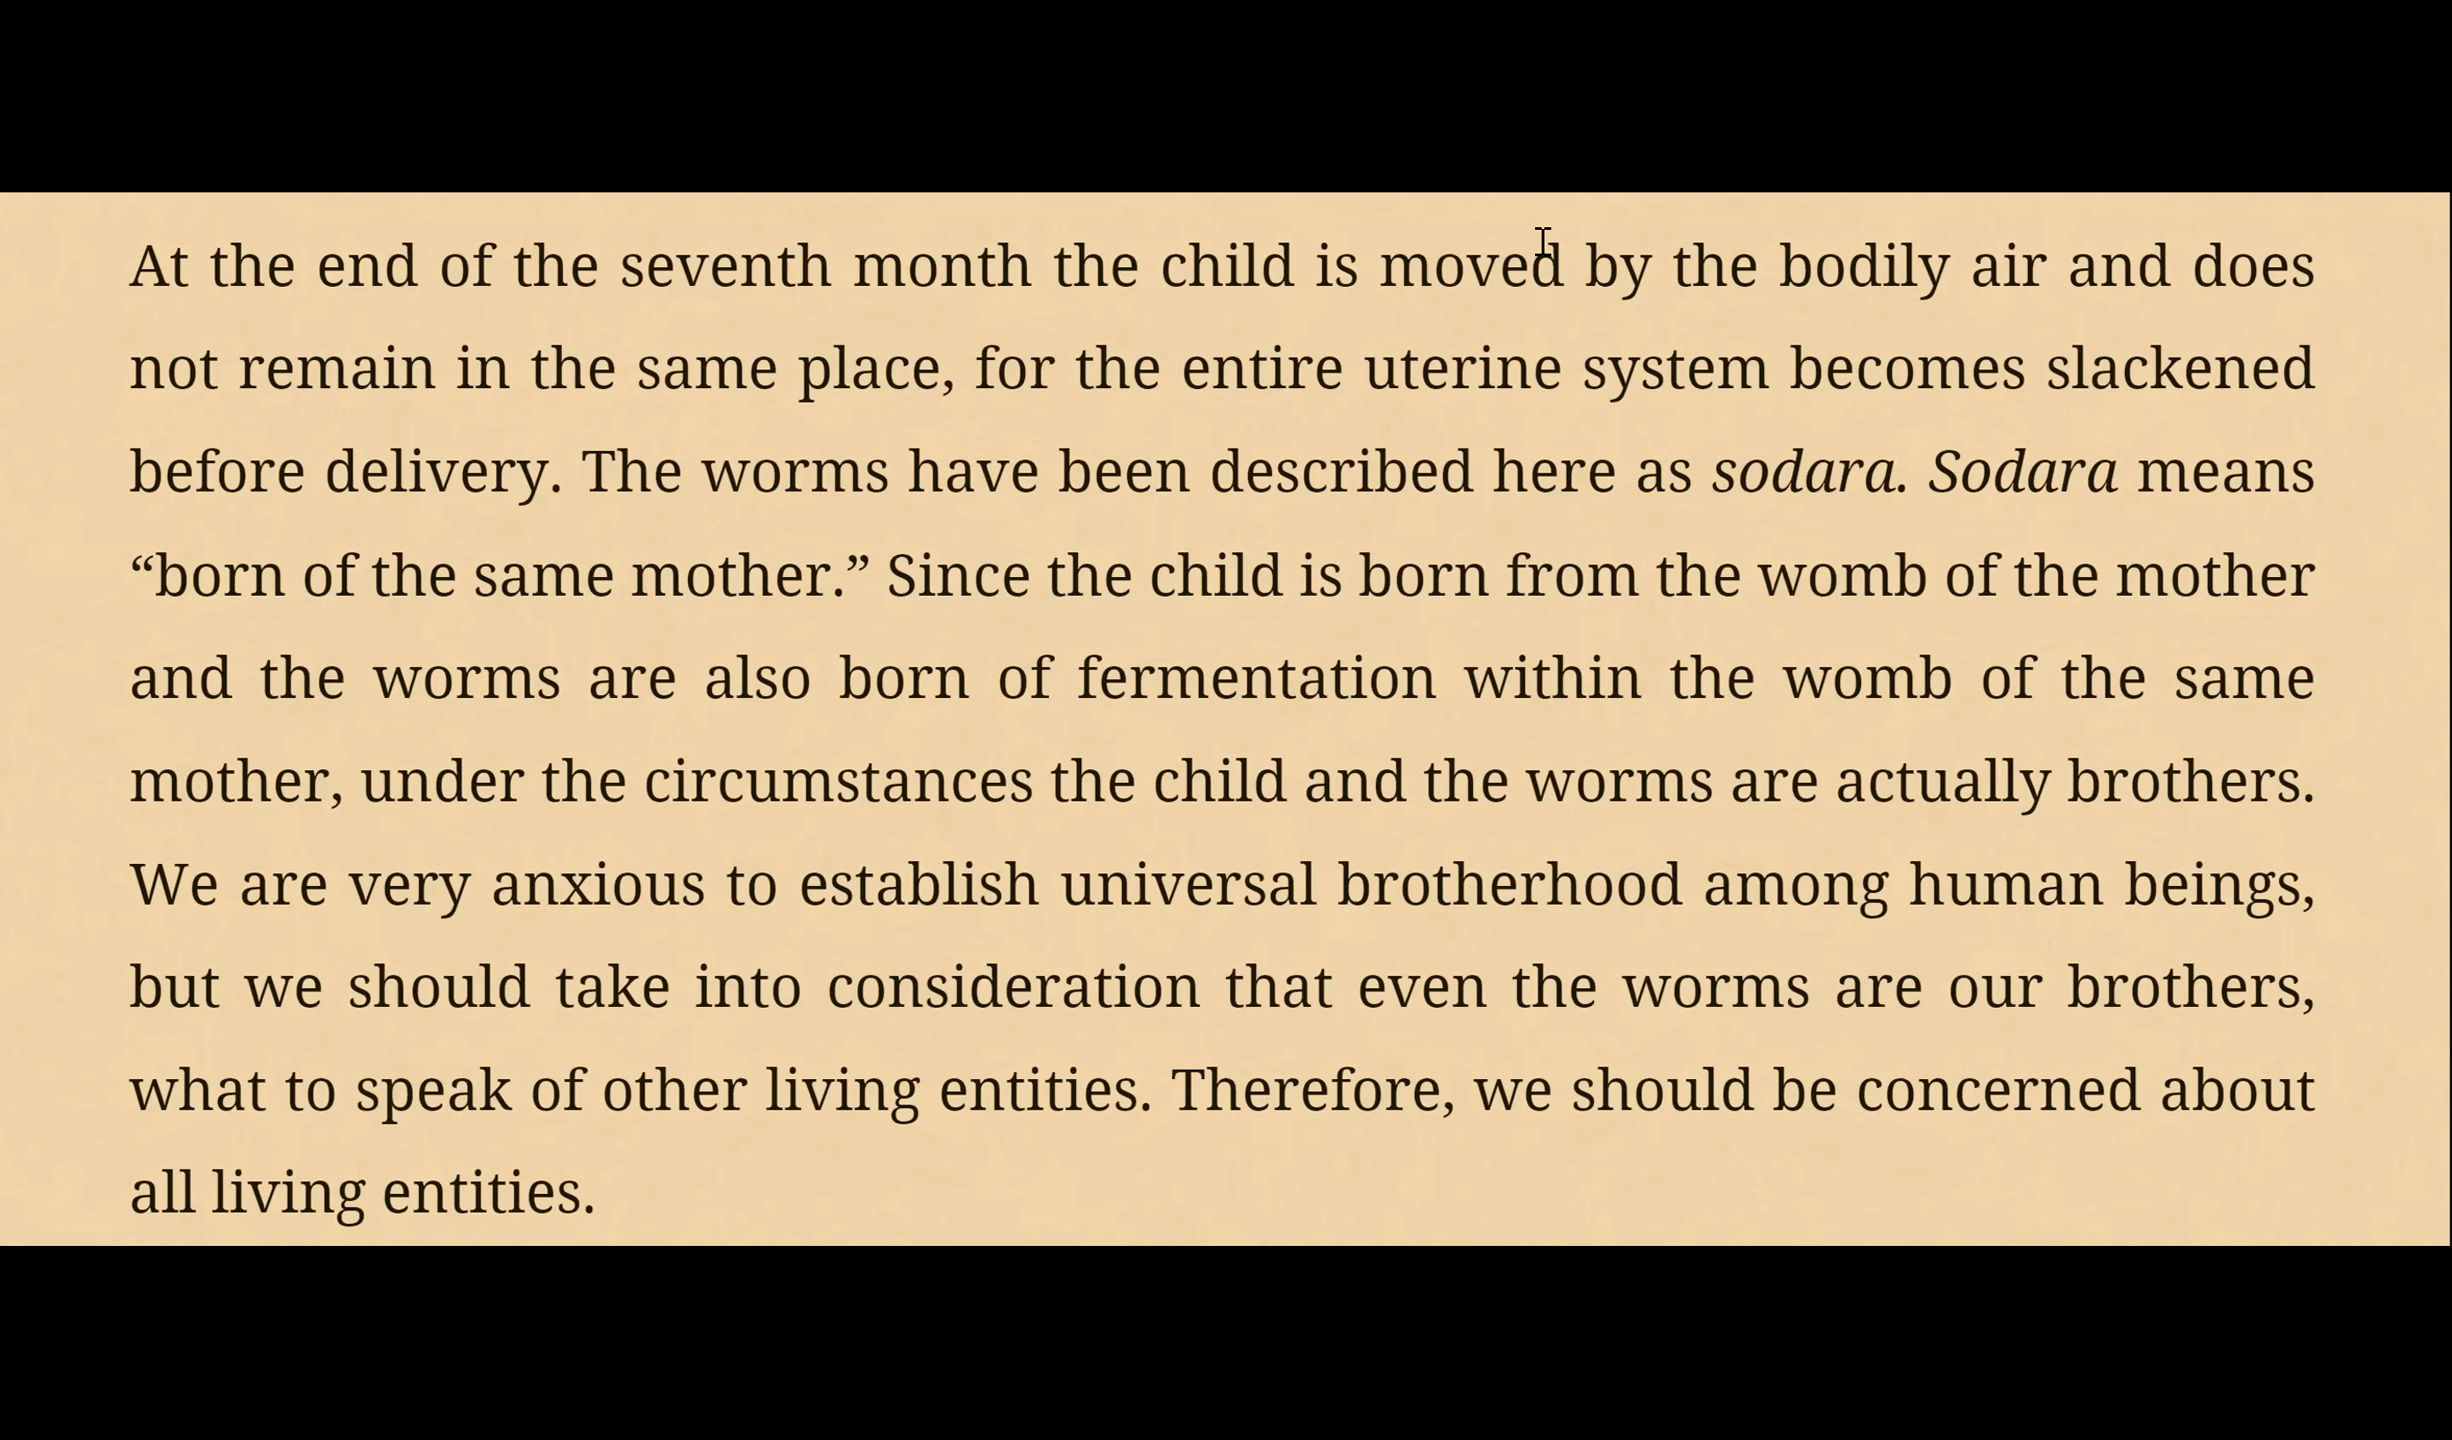 At the end of the seventh month the child is moved by the bodily air and does
not remain in the same place, for the entire uterine system becomes slackened
before delivery. The worms have been described here as sodara. Sodara means
“born of the same mother.” Since the child is born from the womb of the mother
and the worms are also born of fermentation within the womb of the same
mother, under the circumstances the child and the worms are actually brothers.
We are very anxious to establish universal brotherhood among human beings,
but we should take into consideration that even the worms are our brothers,
what to speak of other living entities. Therefore, we should be concerned about
all living entities.